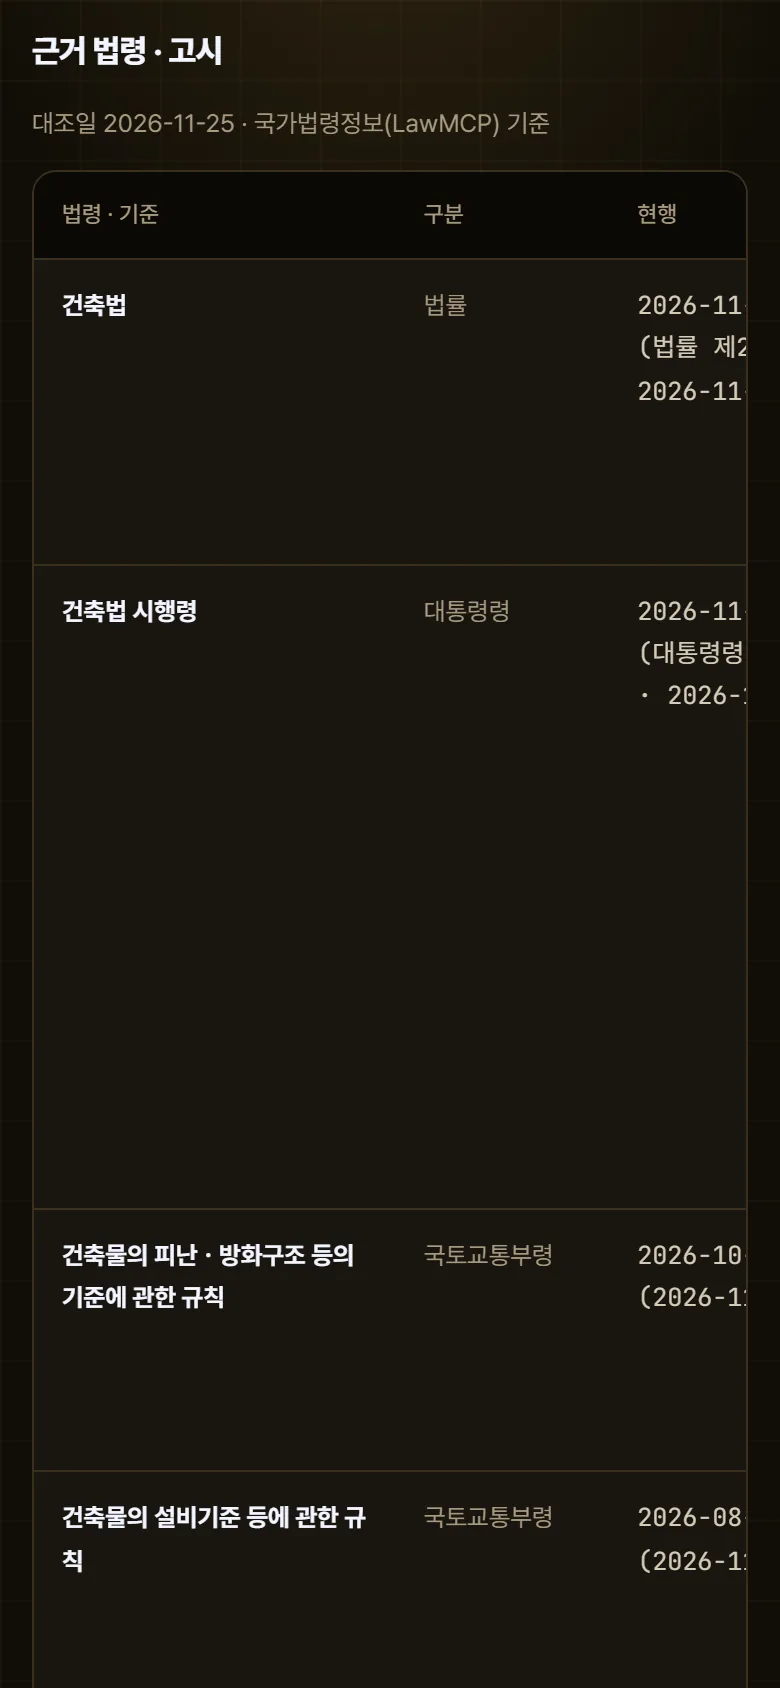 근거 법령 · 고시
대조일 2026-11-25 · 국가법령정보(LawMCP) 기준
법령 · 기준 구분 현행
건축법 법률 2026-11-
(법률 제2
2026-11-
건축법 시행령 대통령령 2026-11-
(대통령령
· 2026-1
건축물의 피난 · 방화구조 등의 국토교통부령 2026-10-
기준에 관한 규칙 (2026-11
건축물의 설비기준 등에 관한 규 국토교통부령 2026-08-
칙 (2026-11